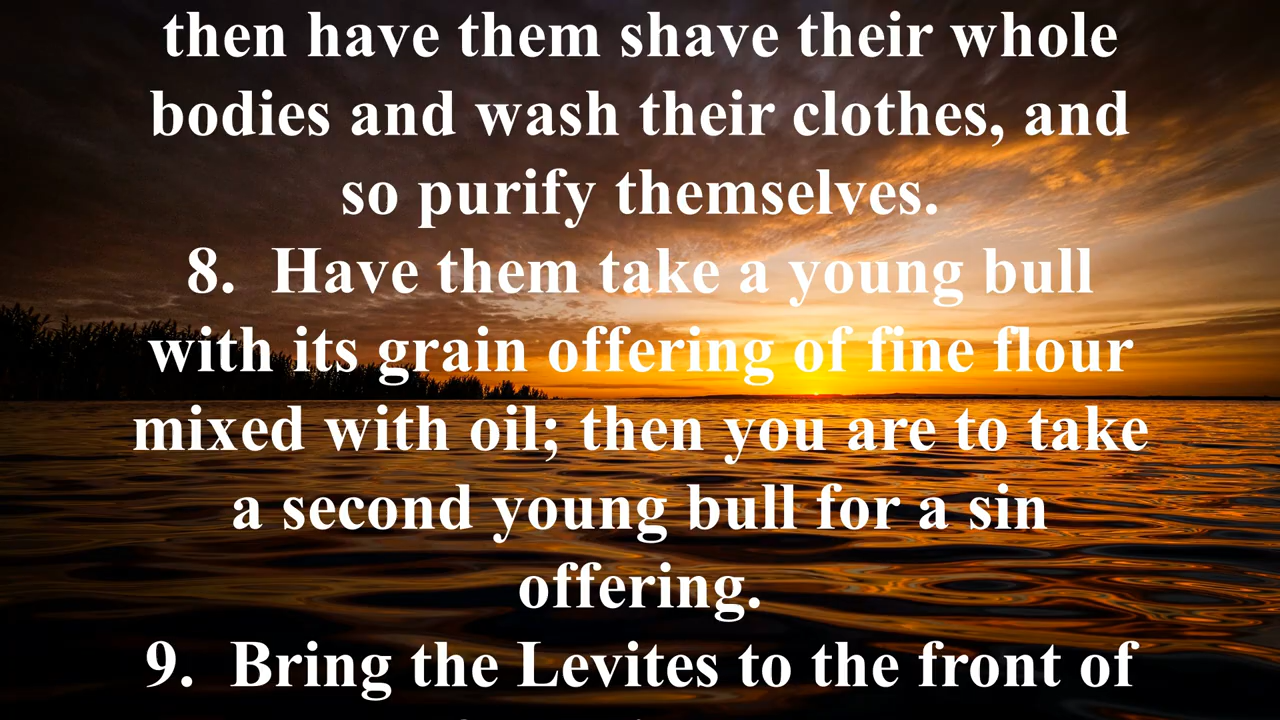 then have them shave their whole
bodies and wash their clothes, and
so purify themselves.
8.  Have them take a young bull
with its grain offering of fine flour
mixed with oil; then you are to take
a second young bull for a sin
offering.
9.  Bring the Levites to the front of